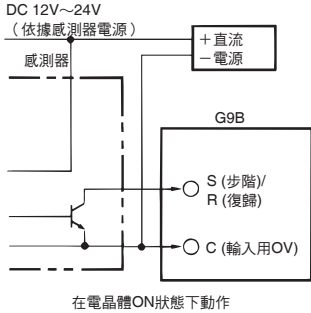 DC 12V～24V
（依據感測器電源）
感測器
＋直流
－電源
G9B
S (步階)/
R (復歸)
C (輸入用OV)
在電晶體ON狀態下動作